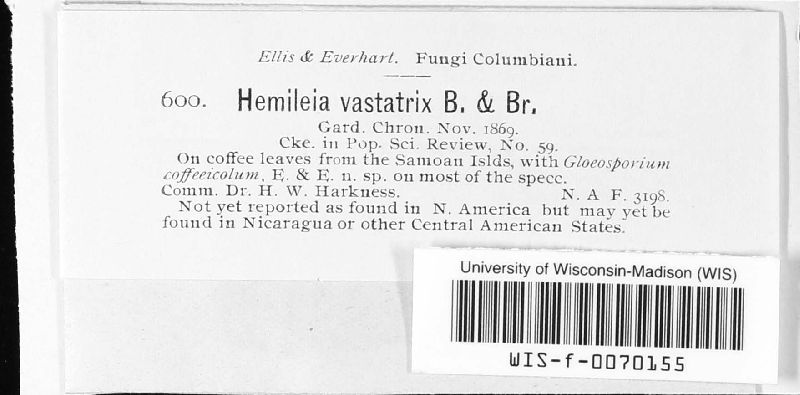 Ellis & Everhart. Fungi Columbiani.
600. Hemileia vastatrix B. & Br.
Gard. Chron. Nov. 1869.
Cke. in Pop. Sci. Review, No. 59.
On coffee leaves from the Samoan Islds, with Gloeosporium
coffeeicolum, E. & E. n. sp. on most of the specc.
Comm. Dr. H. W. Harkness. N. A F. 3198.
Not yet reported as found in N. America but may yet be
found in Nicaragua or other Central American States.
University of Wisconsin-Madison (WIS)
WIS-f-0070155